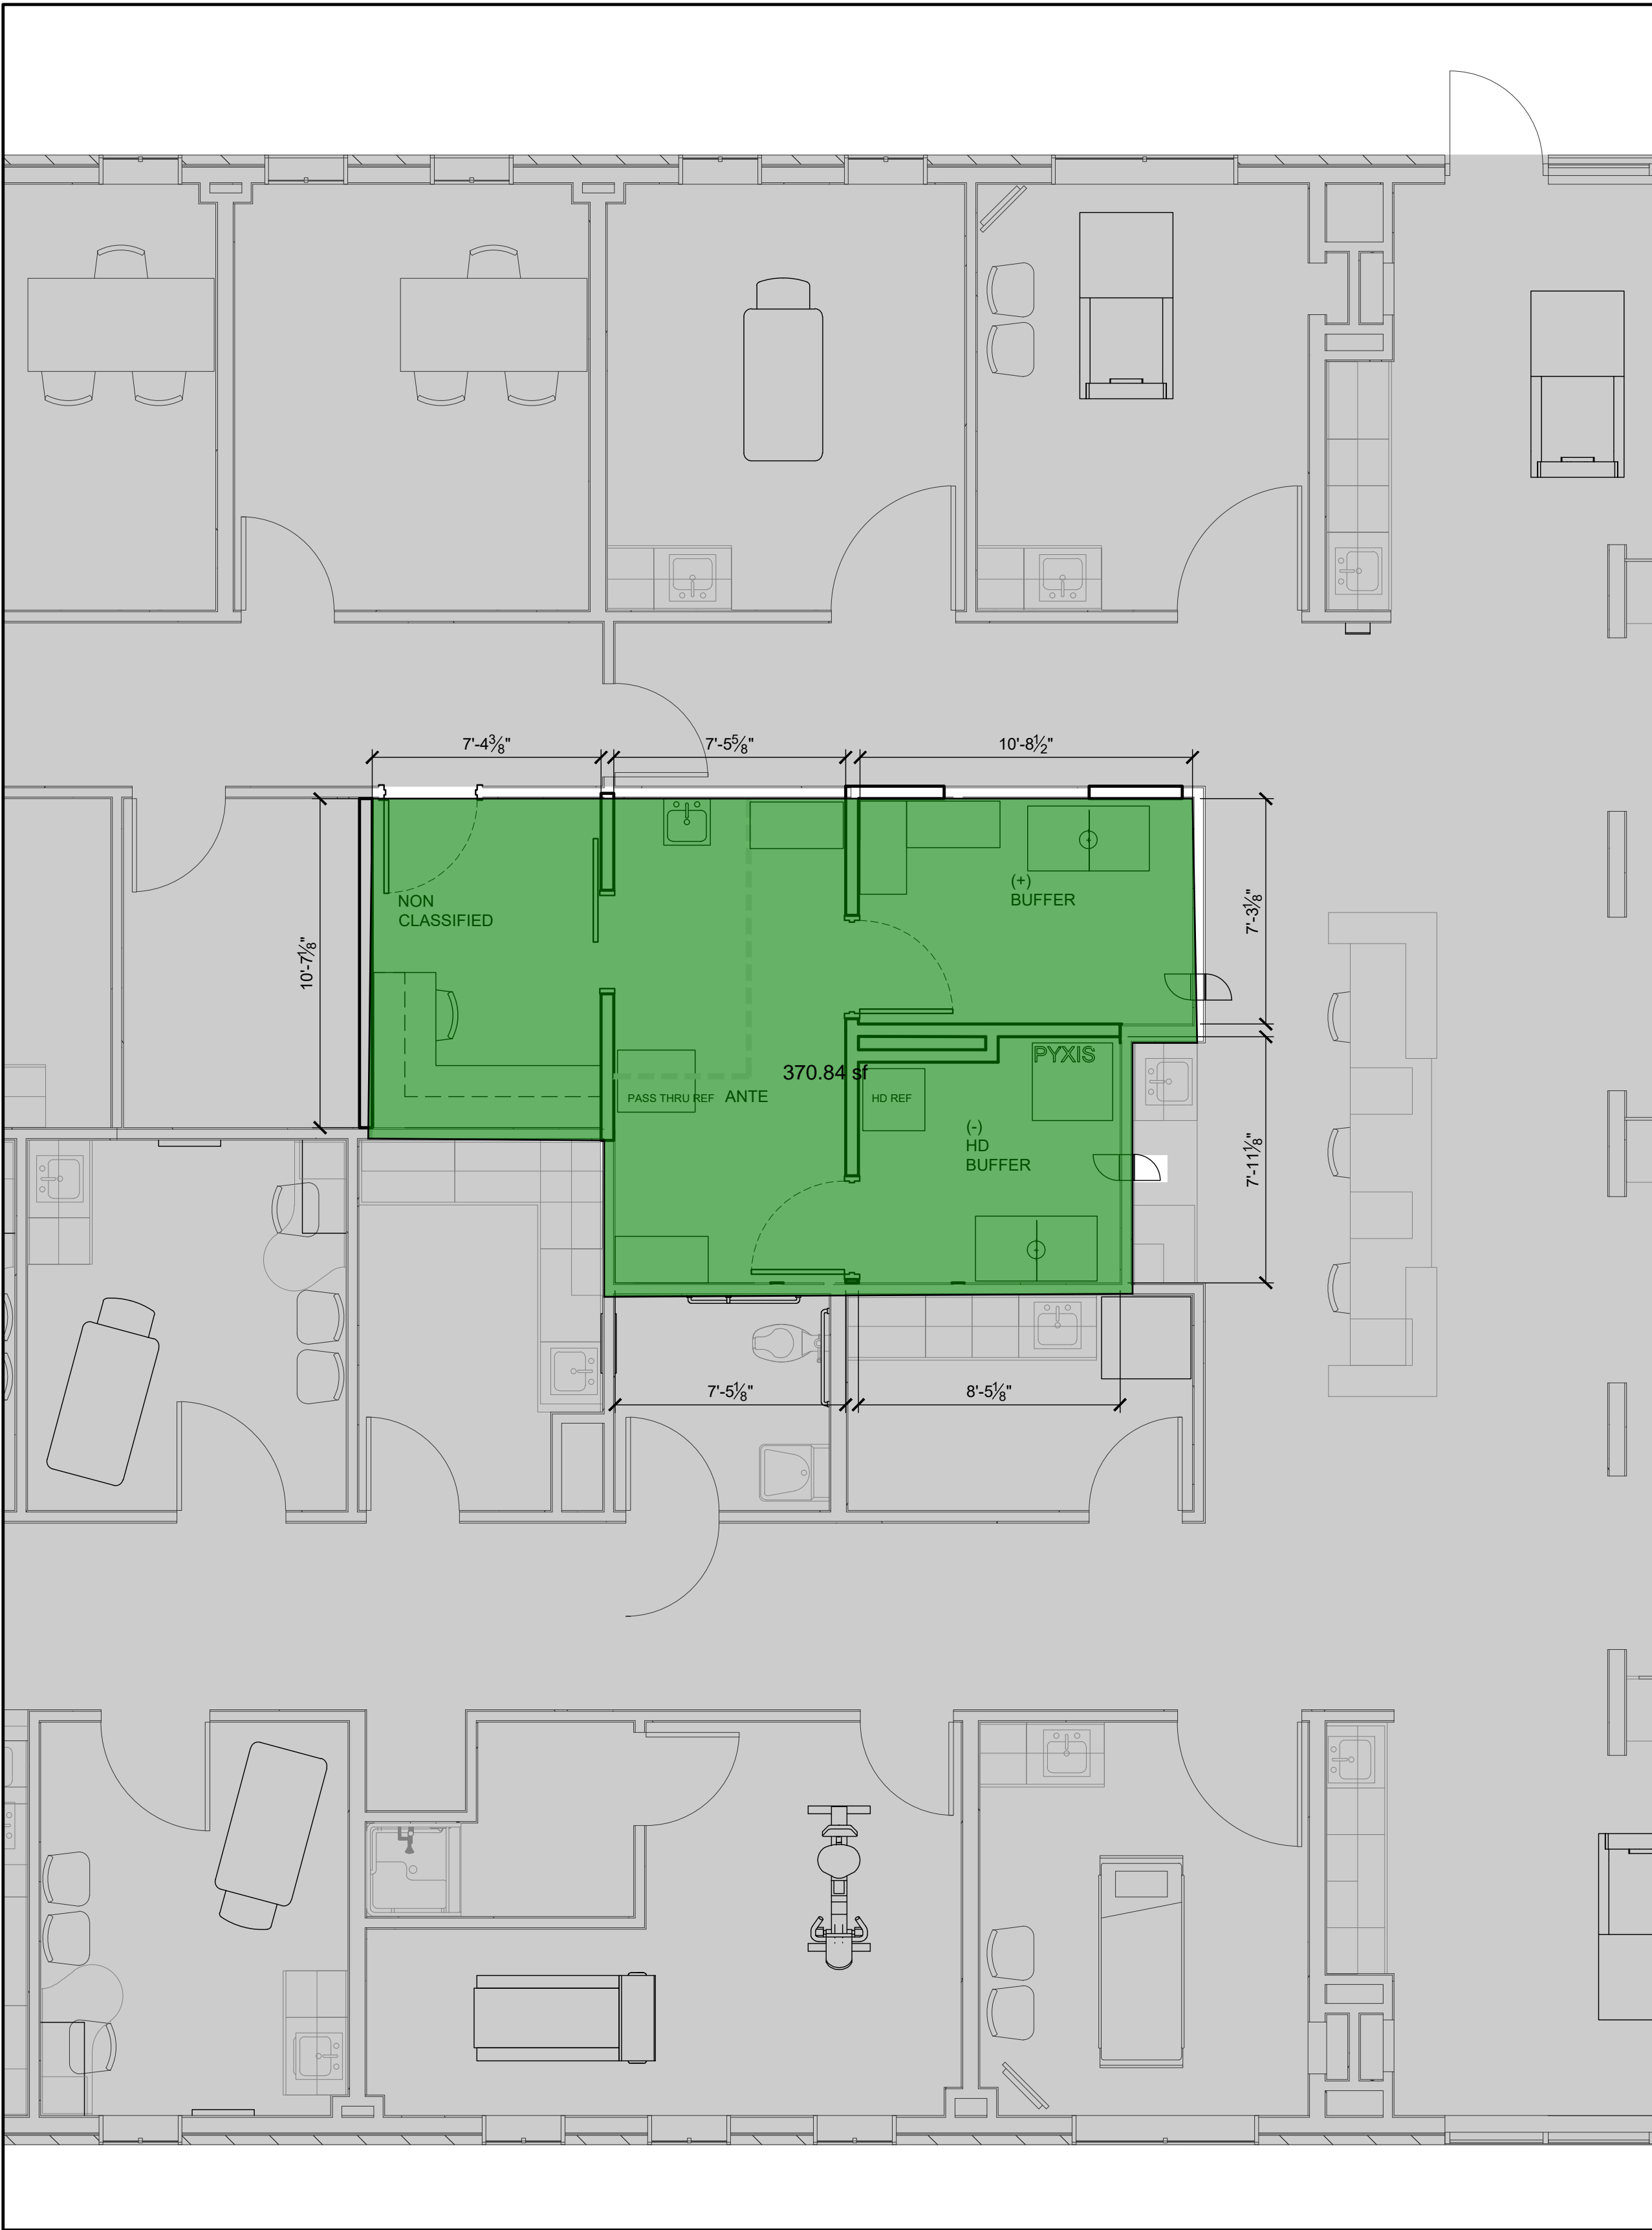 7'-4⅜"
7'-5⅝"
10'-8½"
NON
CLASSIFIED
(+)
BUFFER
7'-3⅛"
10'-7⅛"
PYXIS
370.84 sf
PASS THRU REF
ANTE
HD REF
(-)
HD
BUFFER
7'-11⅛"
7'-5⅛"
8'-5⅛"